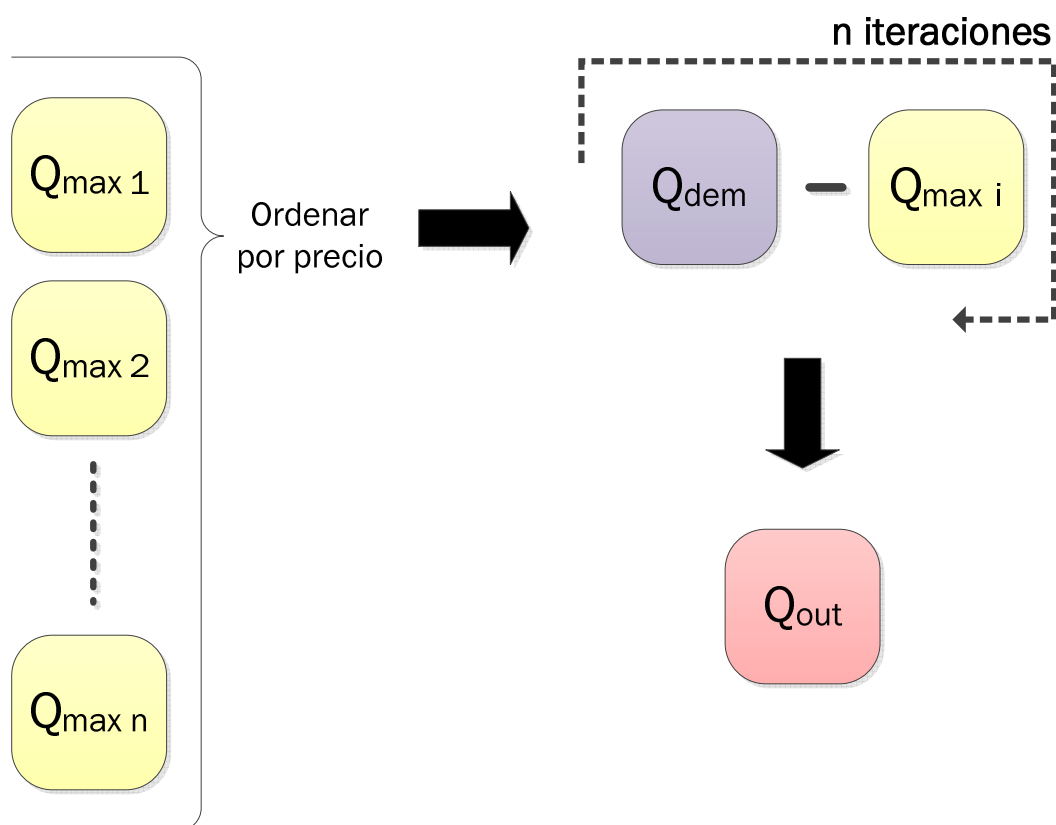 n iteraciones
Qmax 1
Qmax 2
Qmax n
Ordenar
por precio
Qdem − Qmax i
Qout